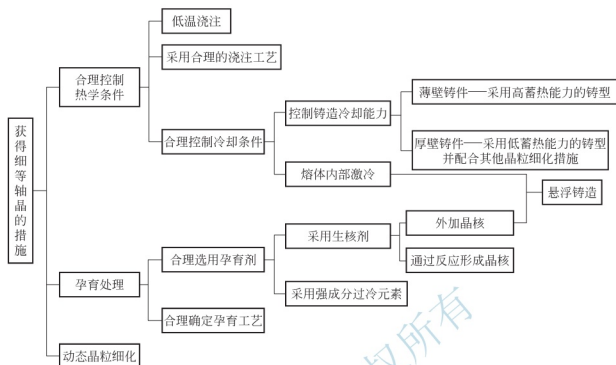 低温浇注
采用合理的浇注工艺
合理控制
热学条件
薄壁铸件——采用高蓄热能力的铸型
控制铸造冷却能力
合理控制冷却条件
厚壁铸件——采用低蓄热能力的铸型
并配合其他晶粒细化措施
熔体内部激冷
悬浮铸造
获得细等轴晶的措施
外加晶核
采用生核剂
合理选用孕育剂
通过反应形成晶核
孕育处理
采用强成分过冷元素
合理确定孕育工艺
动态晶粒细化
权所有